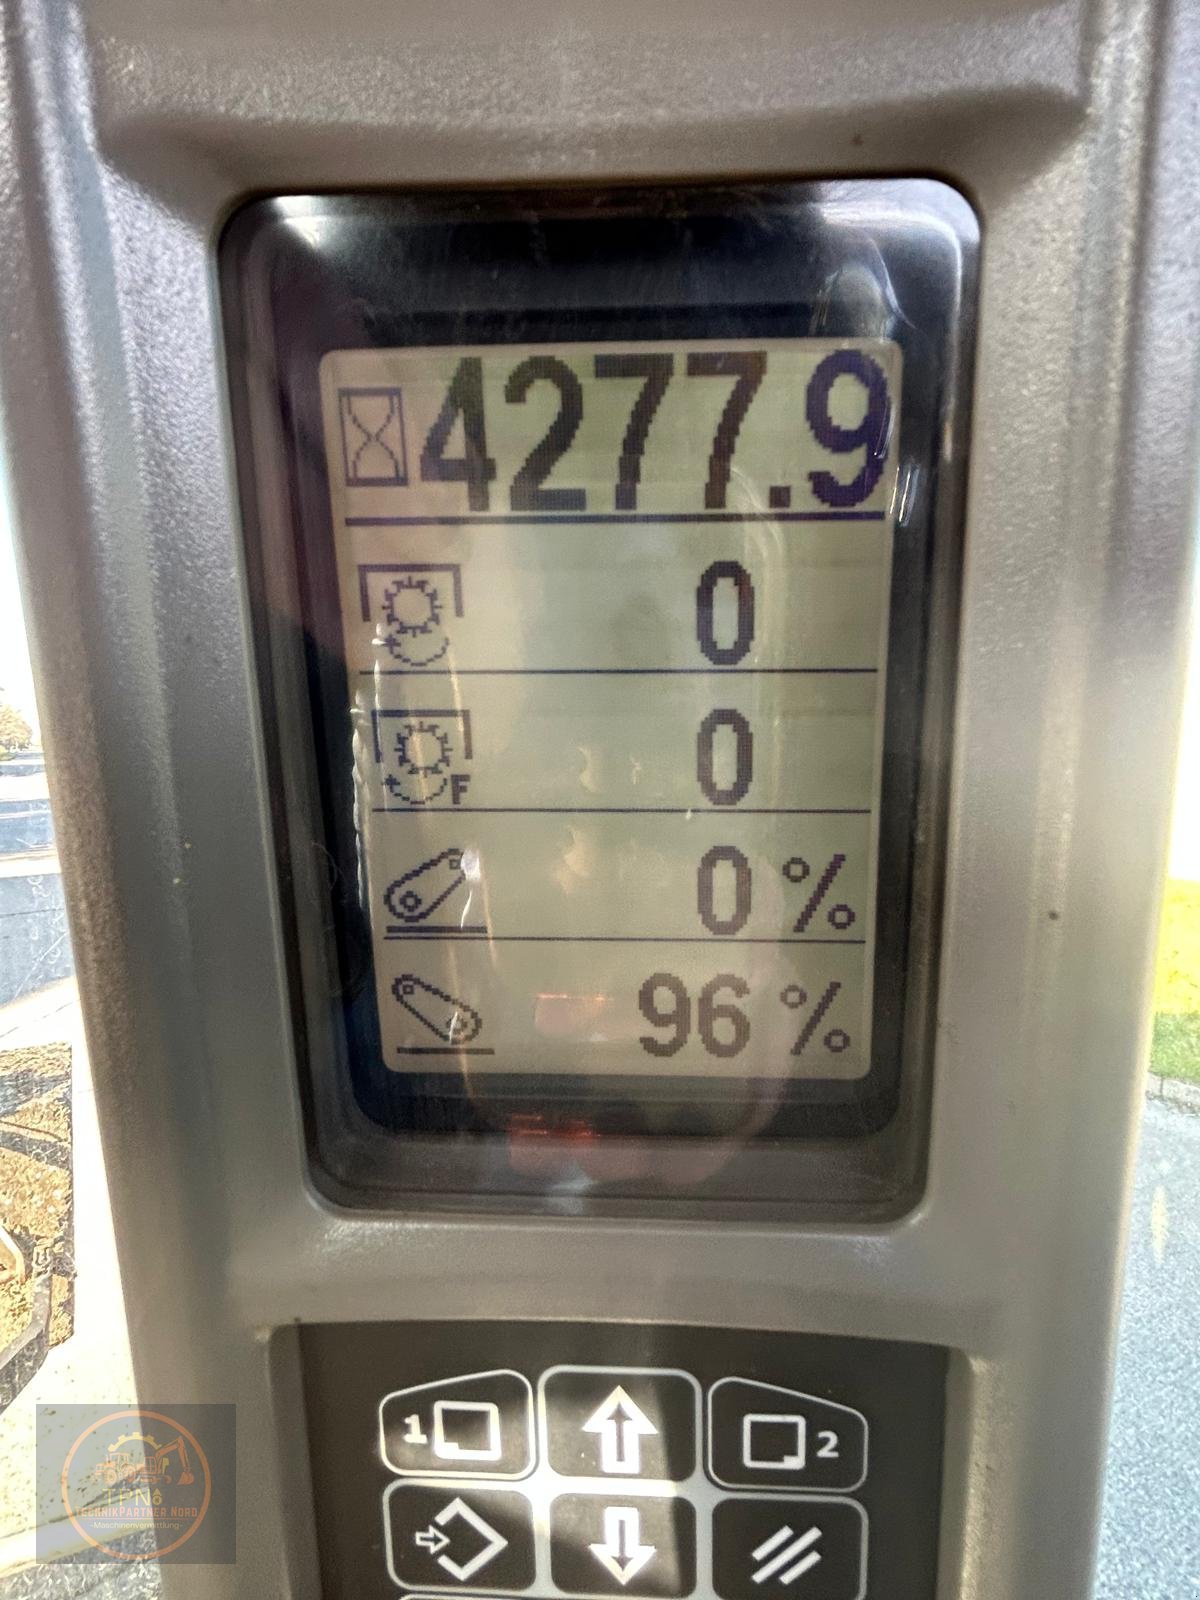 4277.9
0
F 0
0 %
96 %
1 2
TPN
TechnikPartner Nord
-Maschinenvermittlung-